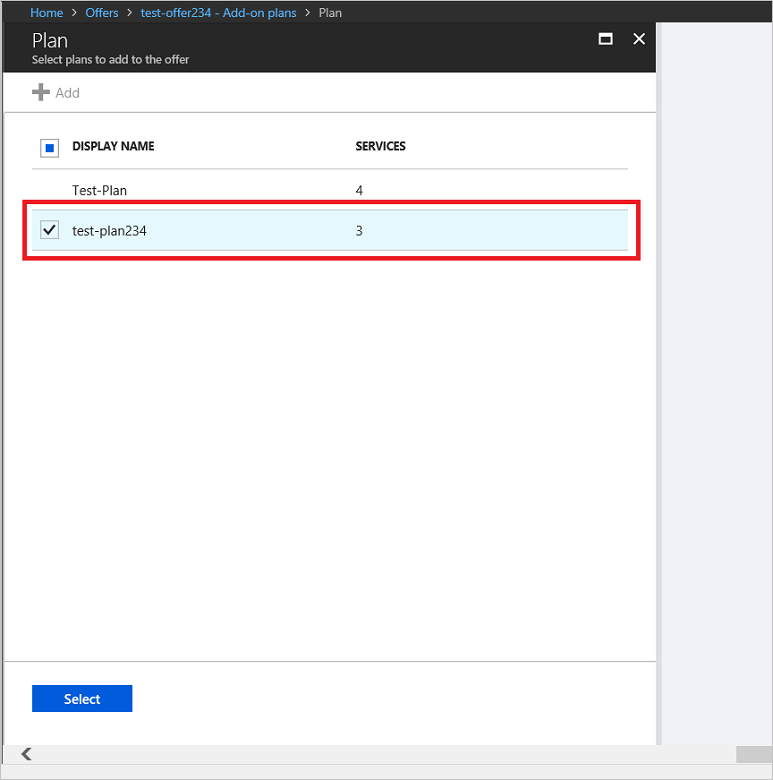 Home > Offers > test-offer234 - Add-on plans > Plan
Plan
Select plans to add to the offer
Add
DISPLAY NAME SERVICES
Test-Plan 4
test-plan234 3
Select